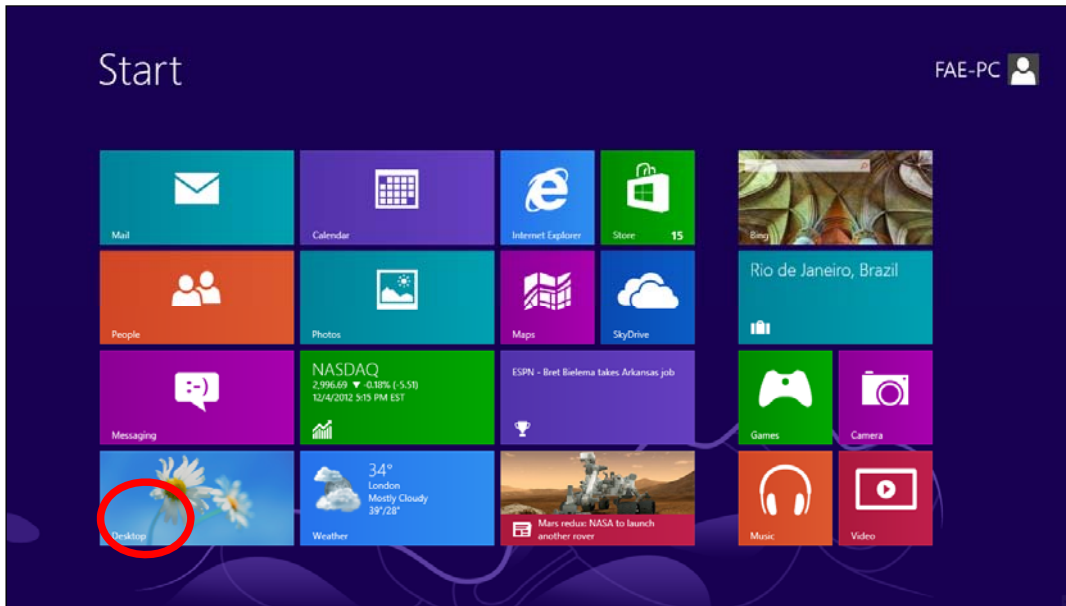 Start
FAE-PC
Mail
Calendar
Internet Explorer
Store 15
Bing
People
Photos
Maps
SkyDrive
Rio de Janeiro, Brazil
Messaging
:-)
NASDAQ
2,996.69 ▼ -0.18% (-5.51)
12/4/2012 5:15 PM EST
ESPN - Bret Bielema takes Arkansas job
Games
Camera
Desktop
34°
London
Mostly Cloudy
39°/28°
Weather
Mars redux: NASA to launch
another rover
Music
Video